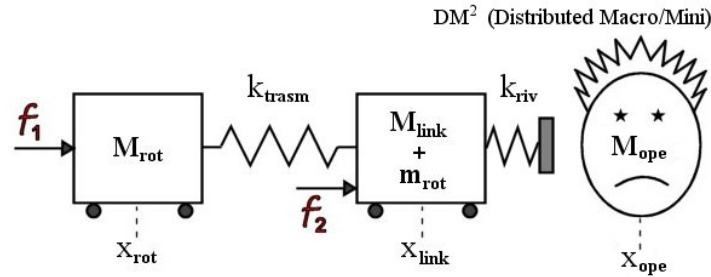 DM² (Distributed Macro/Mini)
k_trasm
k_riv
f₁
M_rot
M_link
+
m_rot
M_ope
f₂
x_rot
x_link
x_ope